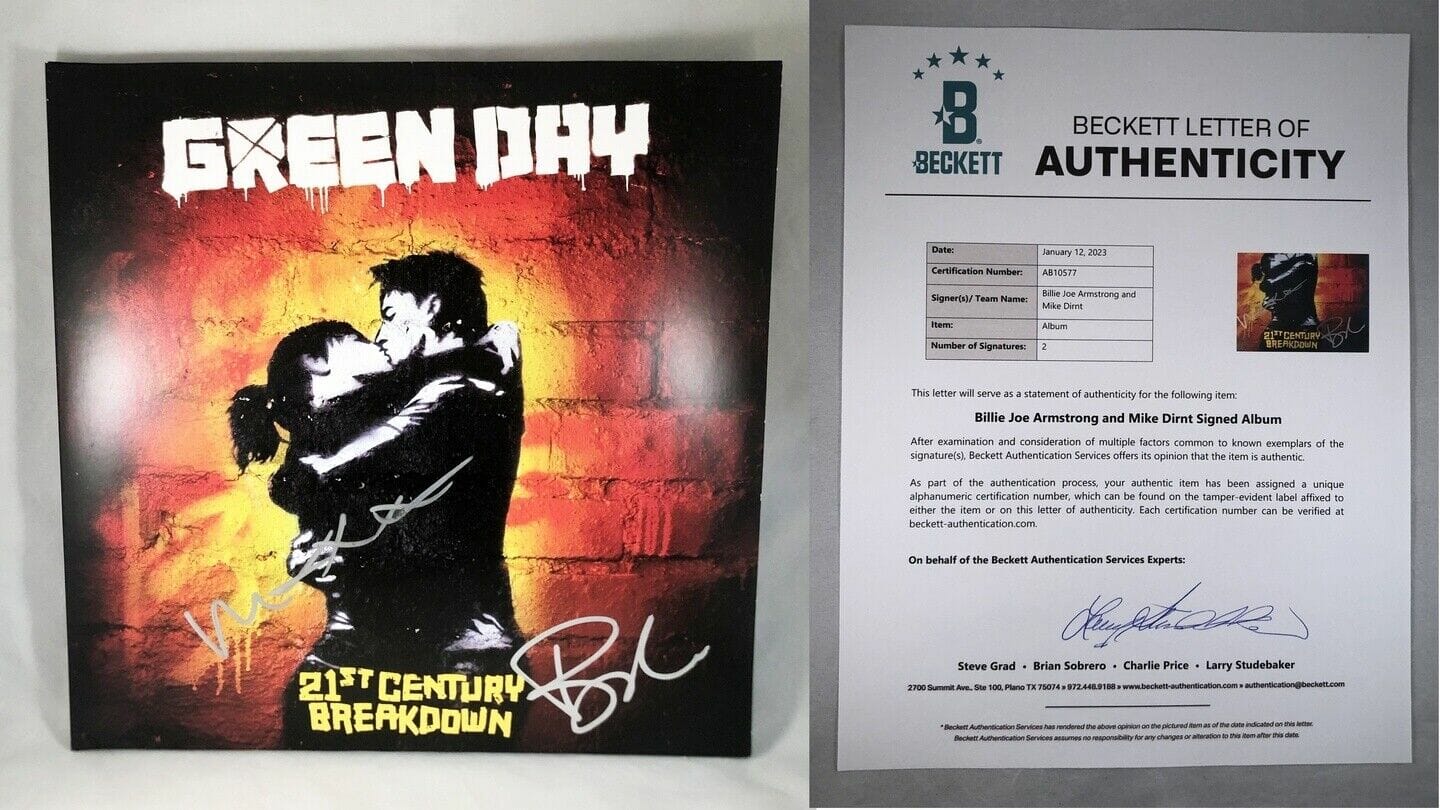 GREEN DAY
21ST CENTURY
BREAKDOWN
BECKETT
BECKETT LETTER OF
AUTHENTICITY
Date: January 12, 2023
Certification Number: AB10577
Signer(s)/ Team Name: Billie Joe Armstrong and
Mike Dirnt
Item: Album
Number of Signatures: 2
21ST CENTURY
BREAKDOWN
This letter will serve as a statement of authenticity for the following item:
Billie Joe Armstrong and Mike Dirnt Signed Album
After examination and consideration of multiple factors common to known exemplars of the
signature(s), Beckett Authentication Services offers its opinion that the item is authentic.
As part of the authentication process, your authentic item has been assigned a unique
alphanumeric certification number, which can be found on the tamper-evident label affixed to
either the item or on this letter of authenticity. Each certification number can be verified at
beckett-authentication.com.
On behalf of the Beckett Authentication Services Experts:
Steve Grad • Brian Sobrero • Charlie Price • Larry Studebaker
2700 Summit Ave., Ste 100, Plano TX 75074 » 972.448.9188 » www.beckett-authentication.com » authentication@beckett.com
* Beckett Authentication Services has rendered the above opinion on the pictured item as of the date indicated on this letter.
Beckett Authentication Services assumes no responsibility for any changes or alteration to this item after this date.